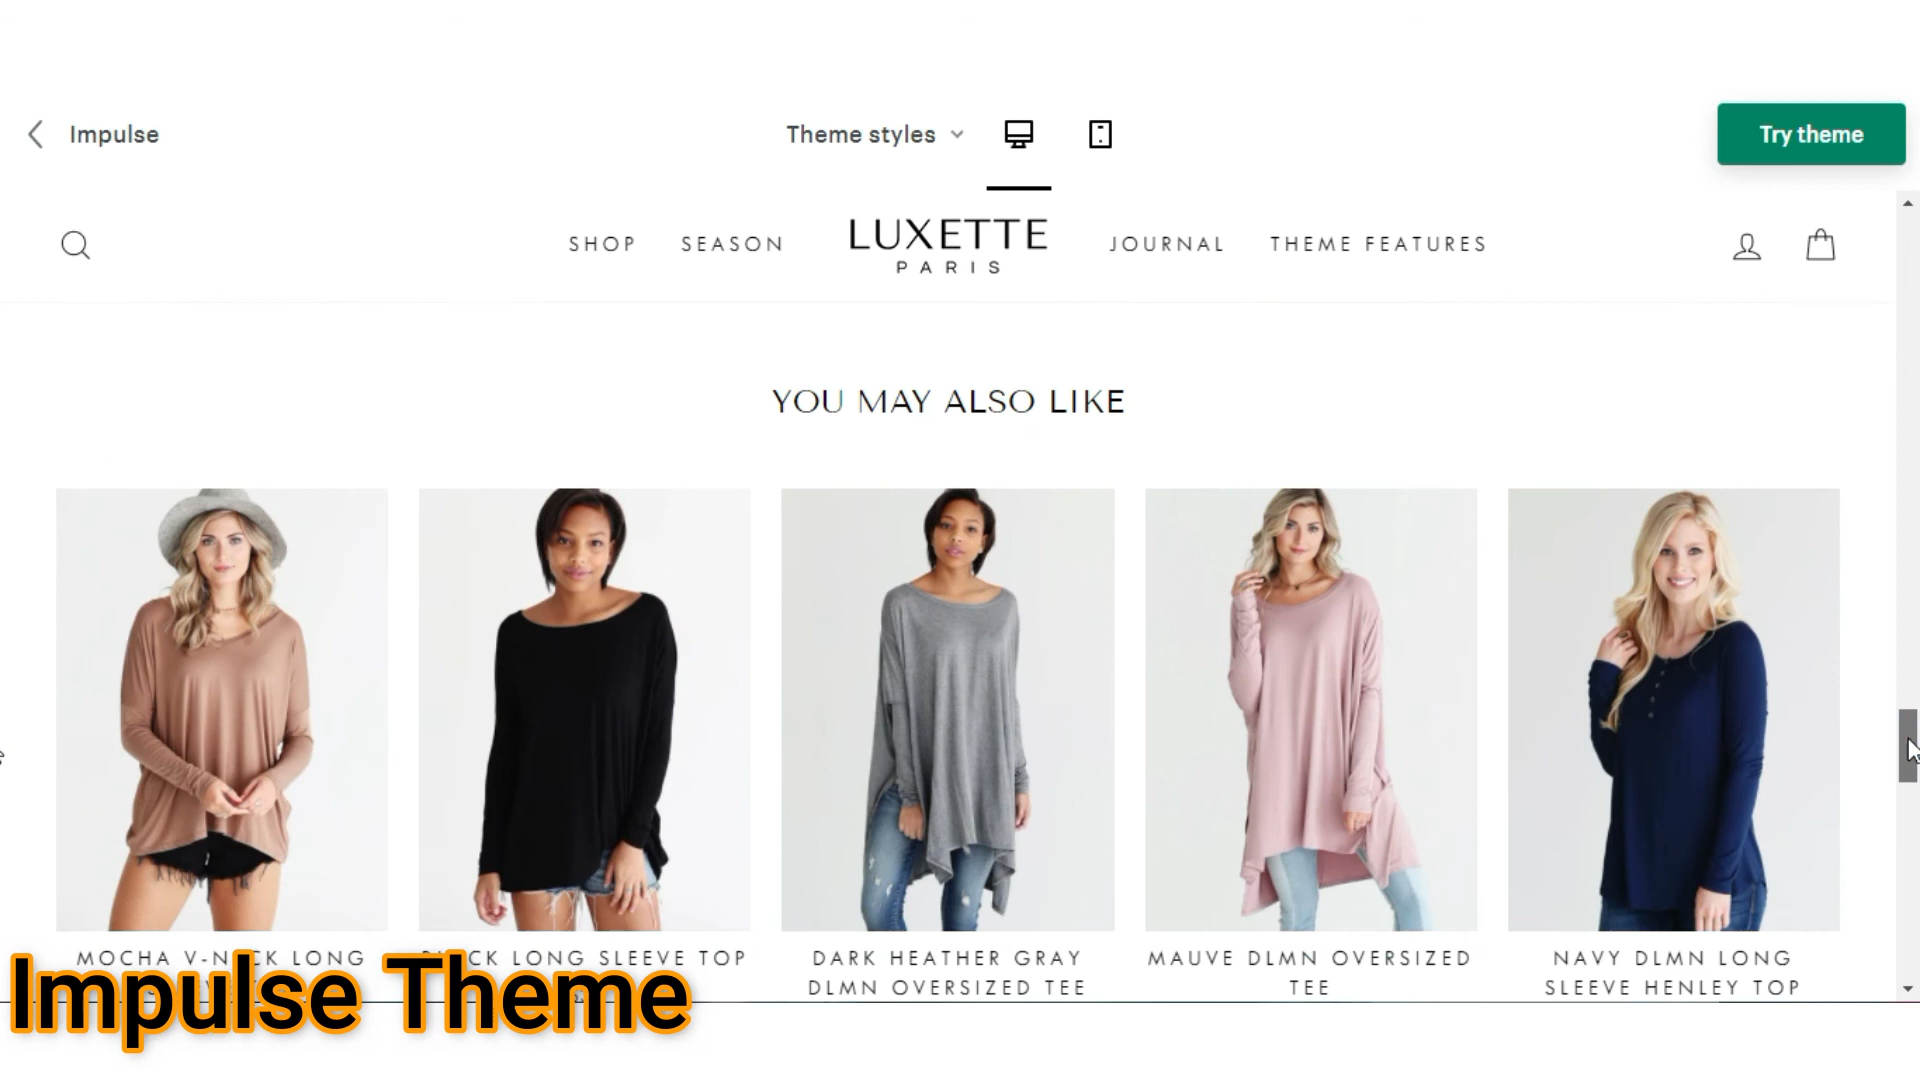 Impulse
Theme styles
Try theme
SHOP
SEASON
LUXETTE
PARIS
JOURNAL
THEME FEATURES
YOU MAY ALSO LIKE
MOCHA V-NECK LONG
LONG SLEEVE TOP
DARK HEATHER GRAY
DLMN OVERSIZED TEE
MAUVE DLMN OVERSIZED
TEE
NAVY DLMN LONG
SLEEVE HENLEY TOP
Impulse Theme